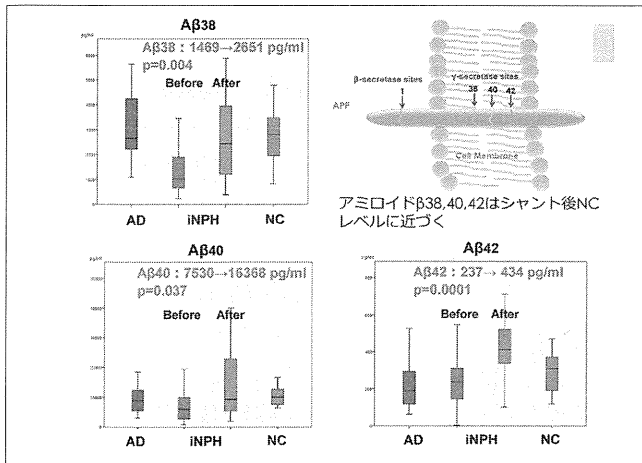 Aβ38
Aβ38：1469→2651 pg/ml
p=0.004
Before After
AD iNPH NC
β-secretase sites
γ-secretase sites
1
38 40 42
APP
Cell Membrane
アミロイドβ38,40,42はシャント後NC
レベルに近づく
Aβ40
Aβ40：7530→16368 pg/ml
p=0.037
Before After
AD iNPH NC
Aβ42
Aβ42：237→ 434 pg/ml
p=0.0001
Before After
AD iNPH NC